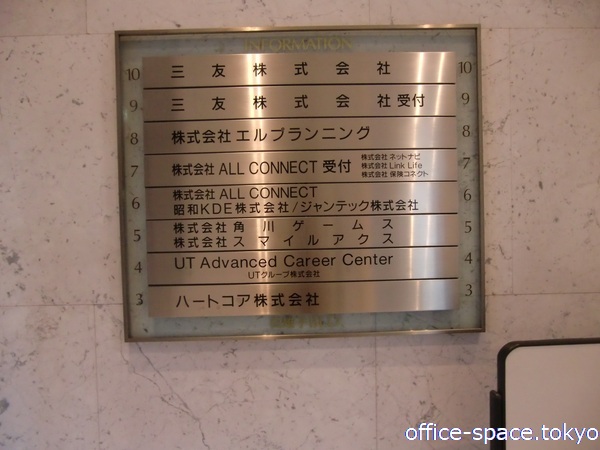 INFORMATION
10 三友株式会社 10
9 三友株式会社 受付 9
8 株式会社 エルプランニング 8
7 株式会社 ALL CONNECT 受付 7
株式会社 ネットナビ
株式会社 Link Life
株式会社 保険コネクト
6 株式会社 ALL CONNECT 6
昭和KDE株式会社/ジャンテック株式会社
5 株式会社角川ゲームス 5
株式会社スマイルアクス
4 UT Advanced Career Center 4
UTグループ株式会社
3 ハートコア株式会社 3
office-space.tokyo